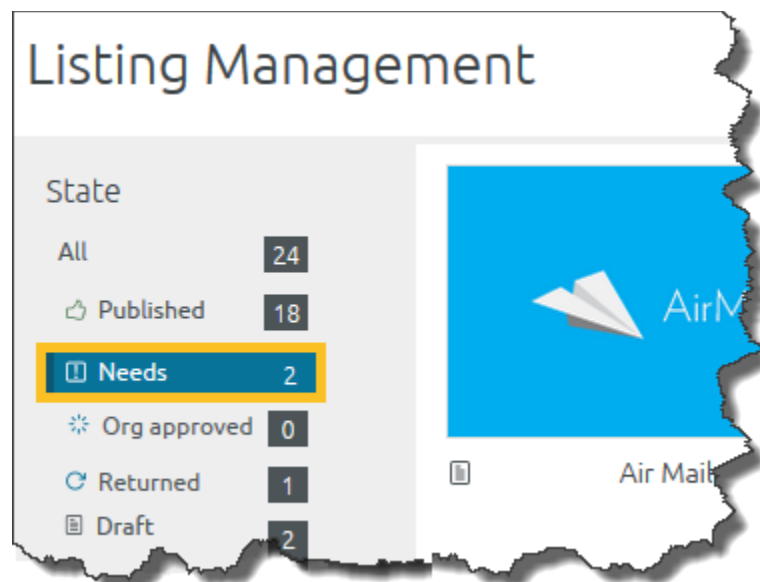 Listing Management
State
All 24
Published 18
Needs 2
Org approved 0
Returned 1
Draft 2
AirM
Air Mail